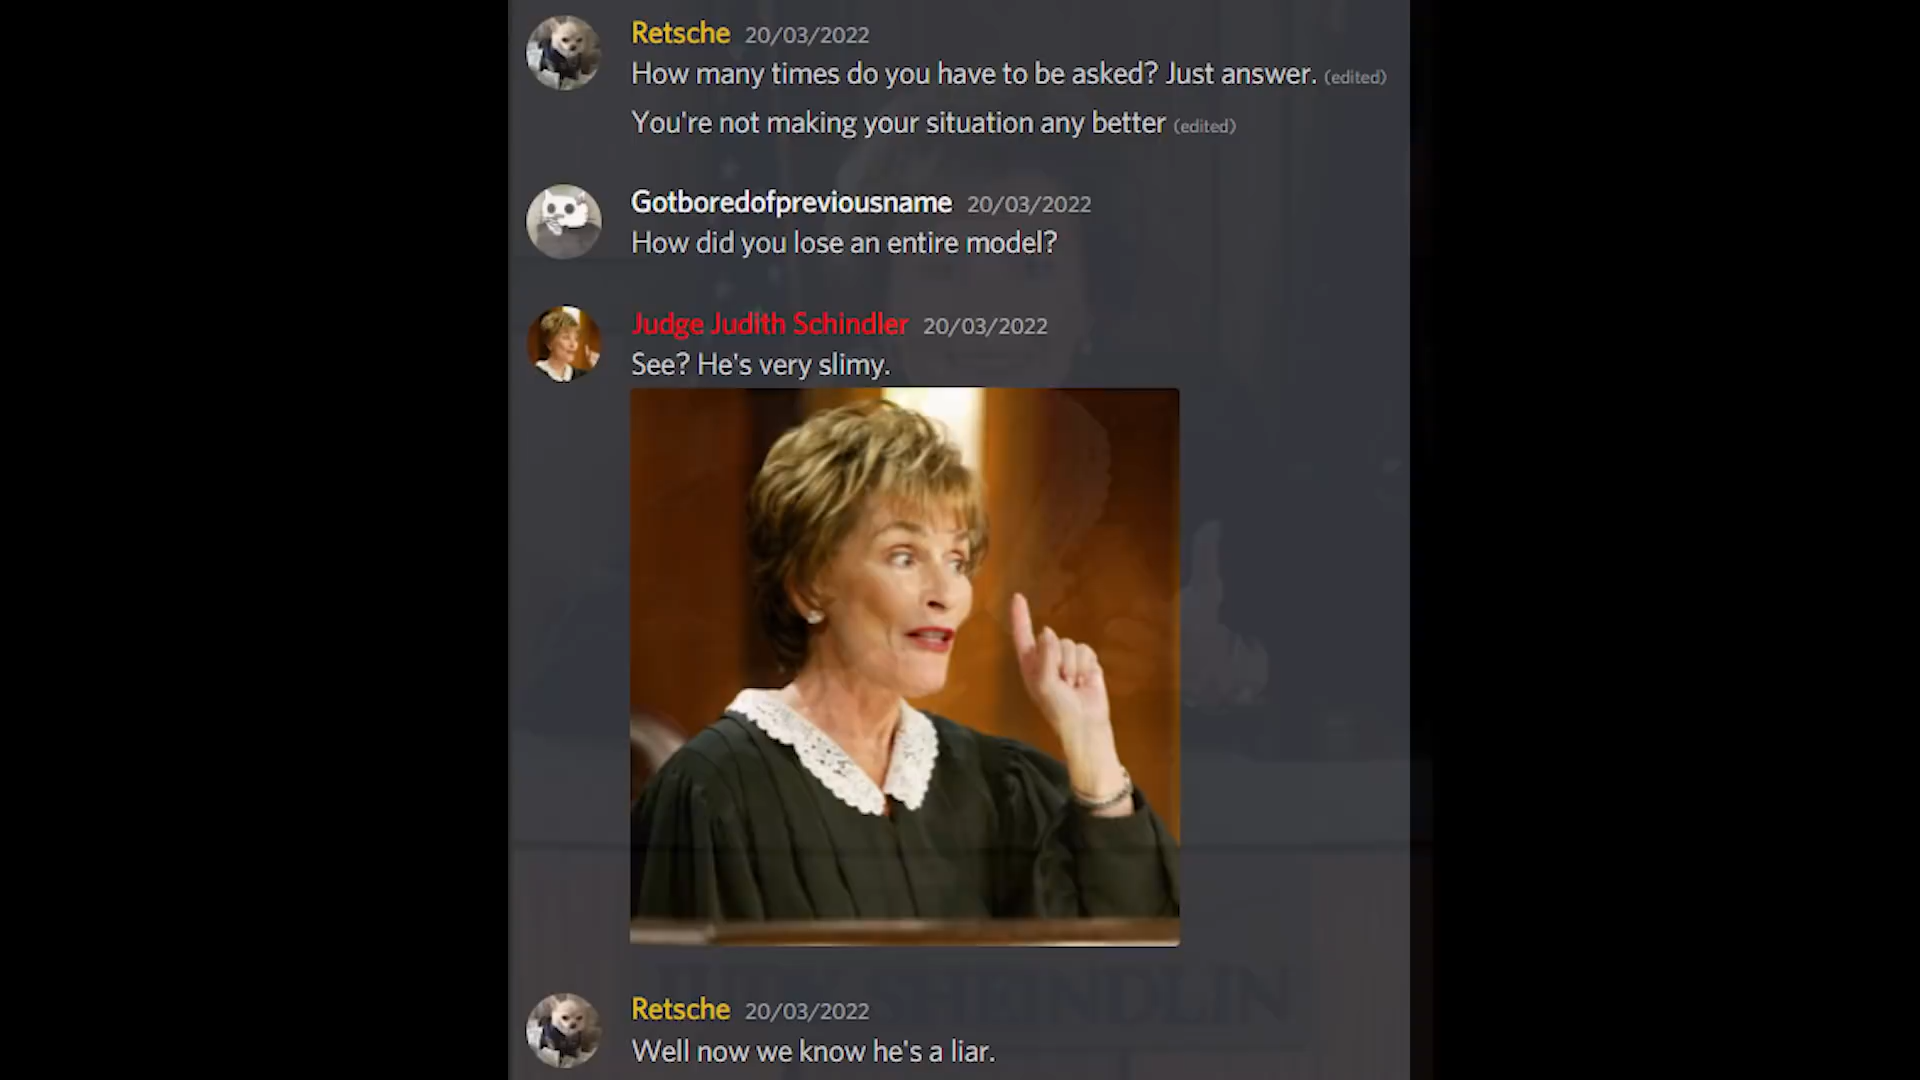 Retsche 20/03/2022
How many times do you have to be asked? Just answer. (edited)
You're not making your situation any better (edited)
Gotboredofpreviousname 20/03/2022
How did you lose an entire model?
Judge Judith Schindler 20/03/2022
See? He's very slimy.
SHEINDLIN
Retsche 20/03/2022
Well now we know he's a liar.